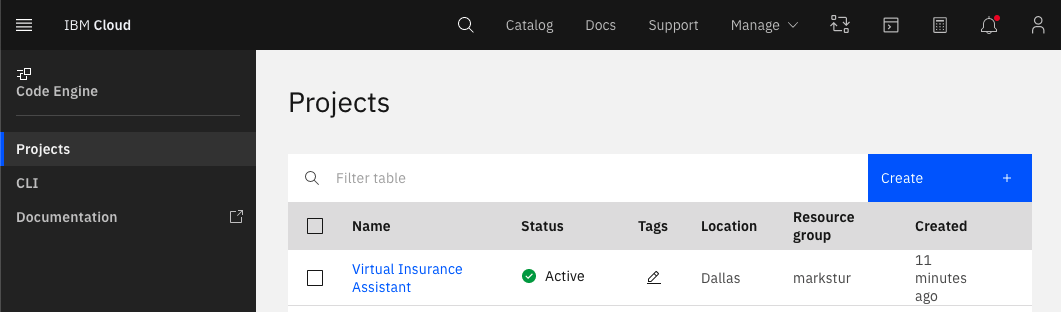 IBM Cloud
Catalog
Docs
Support
Manage
Code Engine
Projects
CLI
Documentation
Projects
Filter table
Create +
Name
Status
Tags
Location
Resource
group
Created
Virtual Insurance
Assistant
Active
Dallas
markstur
11
minutes
ago